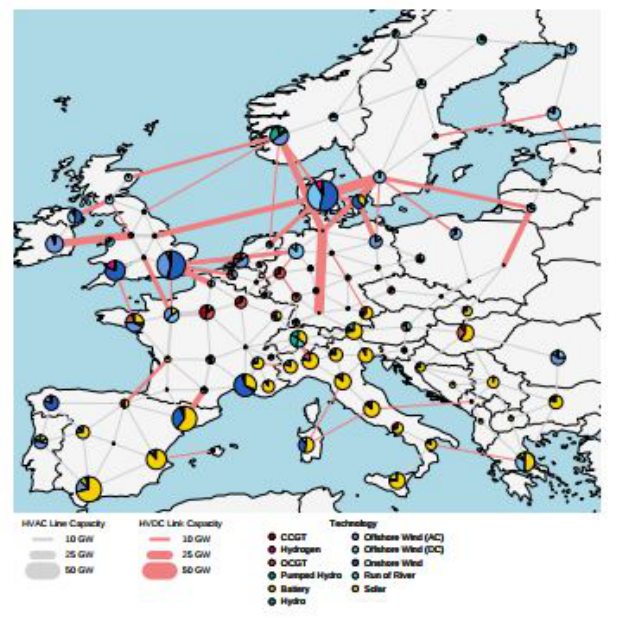 HVAC Line Capacity
10 GW
25 GW
50 GW
HVDC Link Capacity
10 GW
25 GW
50 GW
Technology
CCGT
Hydrogen
OCGT
Pumped Hydro
Battery
Hydro
Offshore Wind (AC)
Offshore Wind (DC)
Onshore Wind
Run of River
Solar